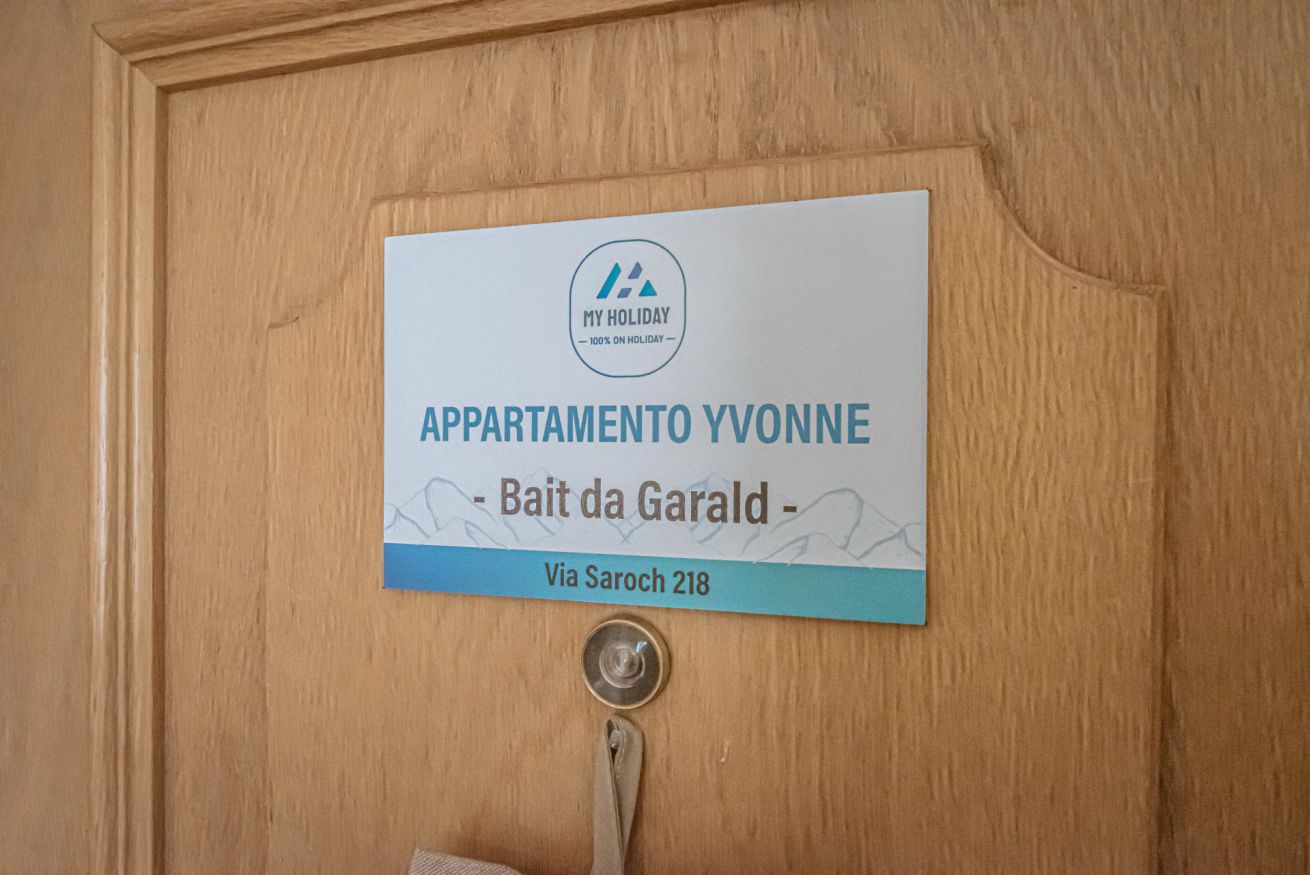 MY HOLIDAY
— 100% ON HOLIDAY —
APPARTAMENTO YVONNE
- Bait da Garald -
Via Saroch 218